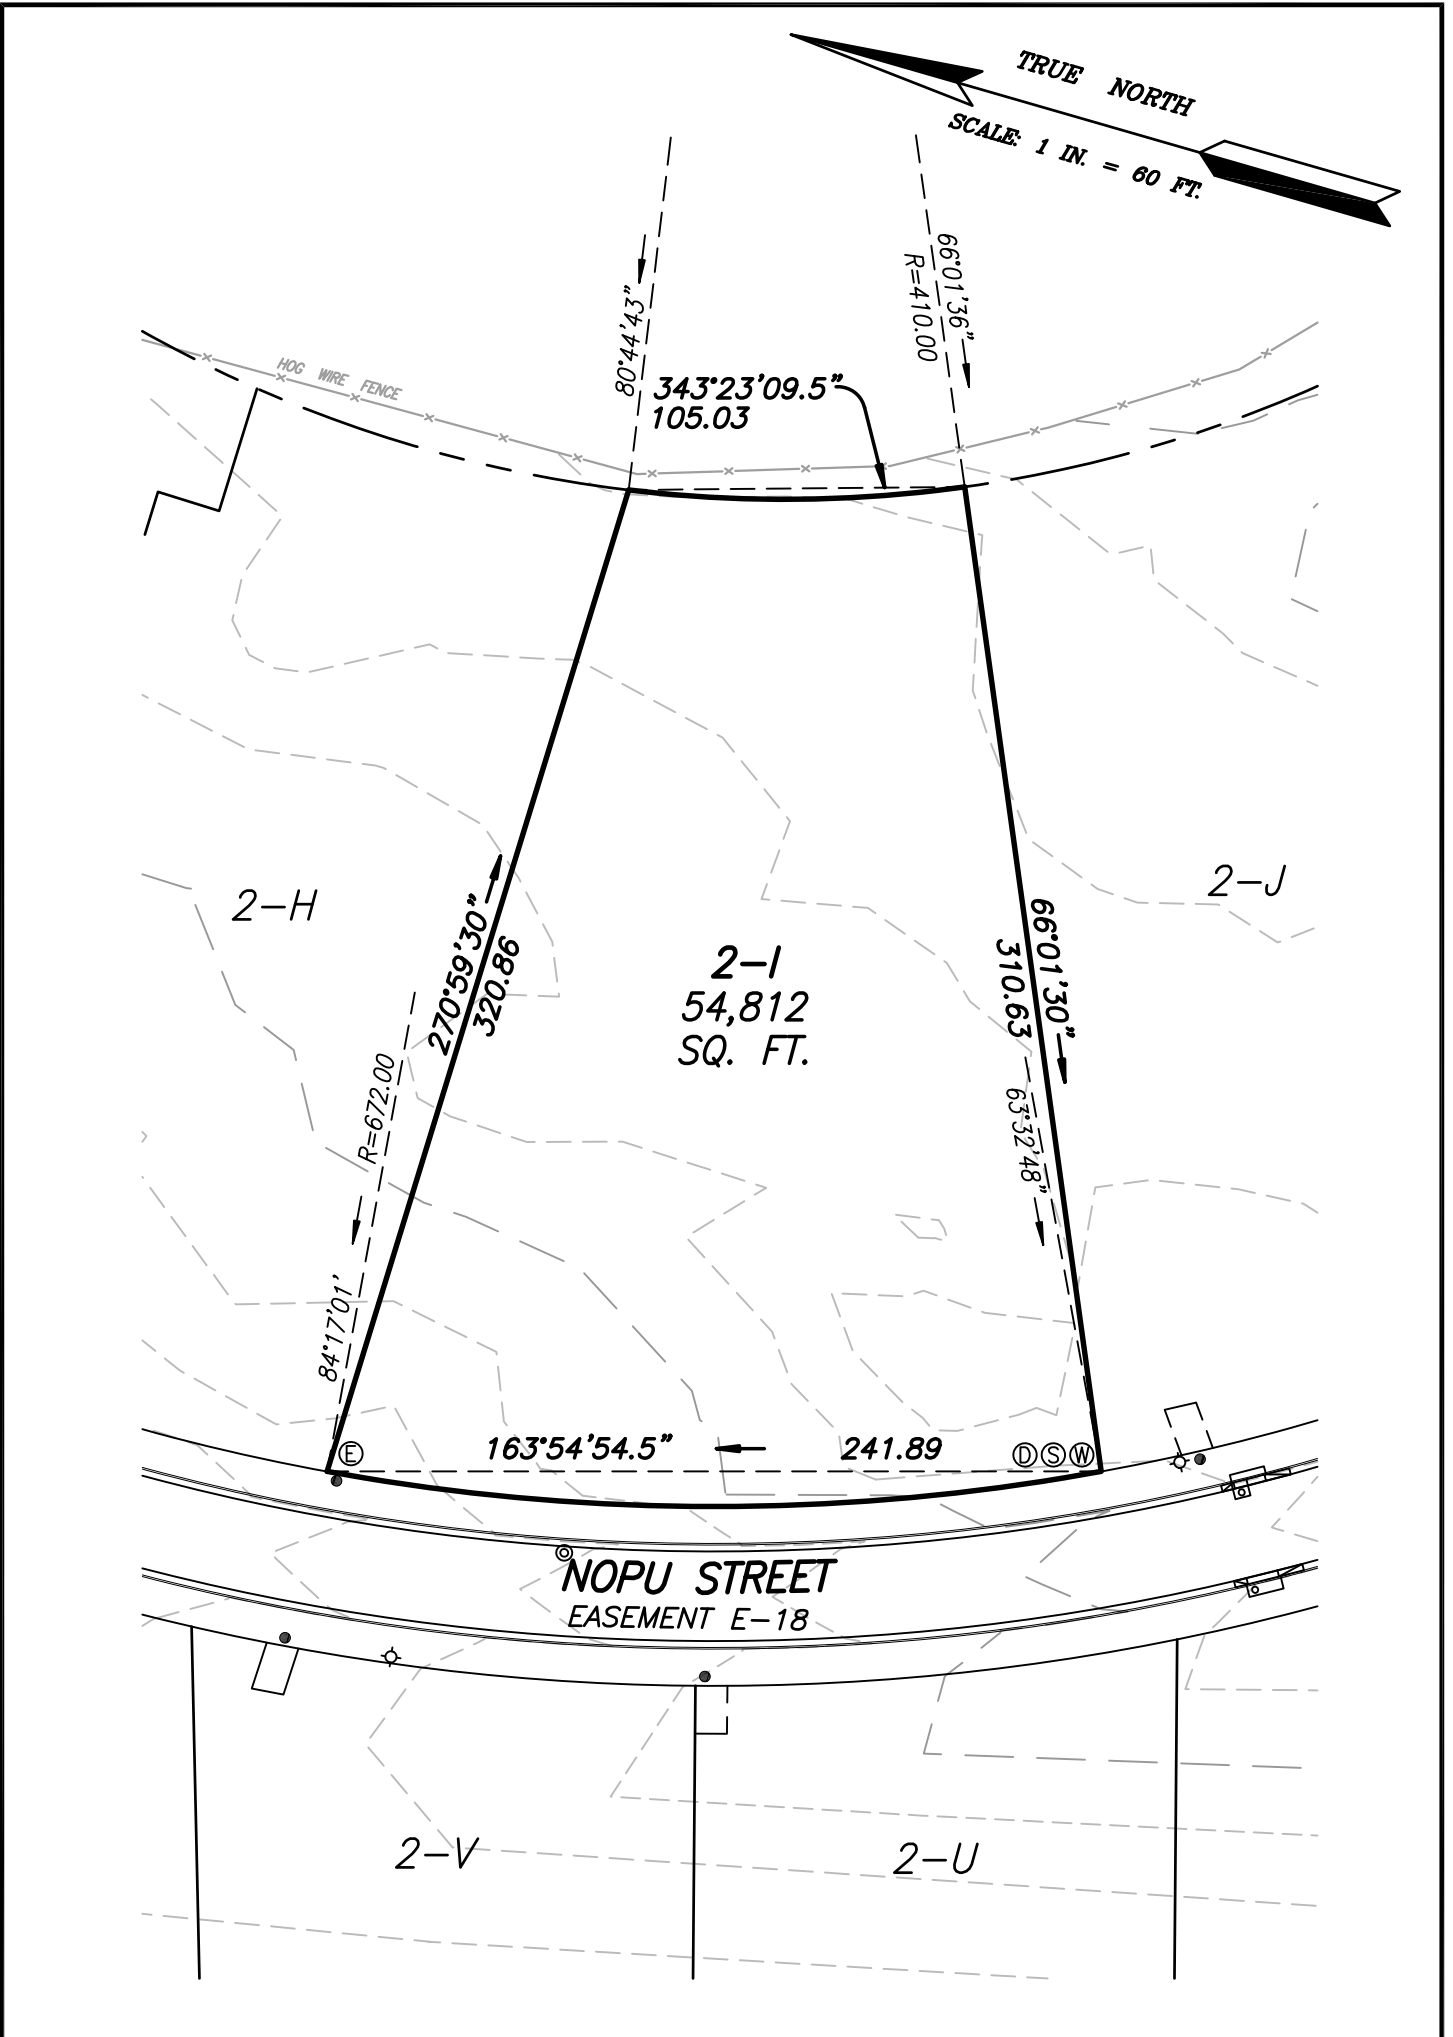 TRUE NORTH
SCALE: 1 IN. = 60 FT.
80°44'43"
66°01'36"
R=410.00
HOG WIRE FENCE
343°23'09.5"
105.03
2-H
2-J
270°59'30"
320.86
2-I
54,812
SQ. FT.
66°01'30"
310.63
R=672.00
63°32'48"
84°17'01'
E
163°54'54.5"
241.89
D S W
NOPU STREET
EASEMENT E-18
2-V
2-U